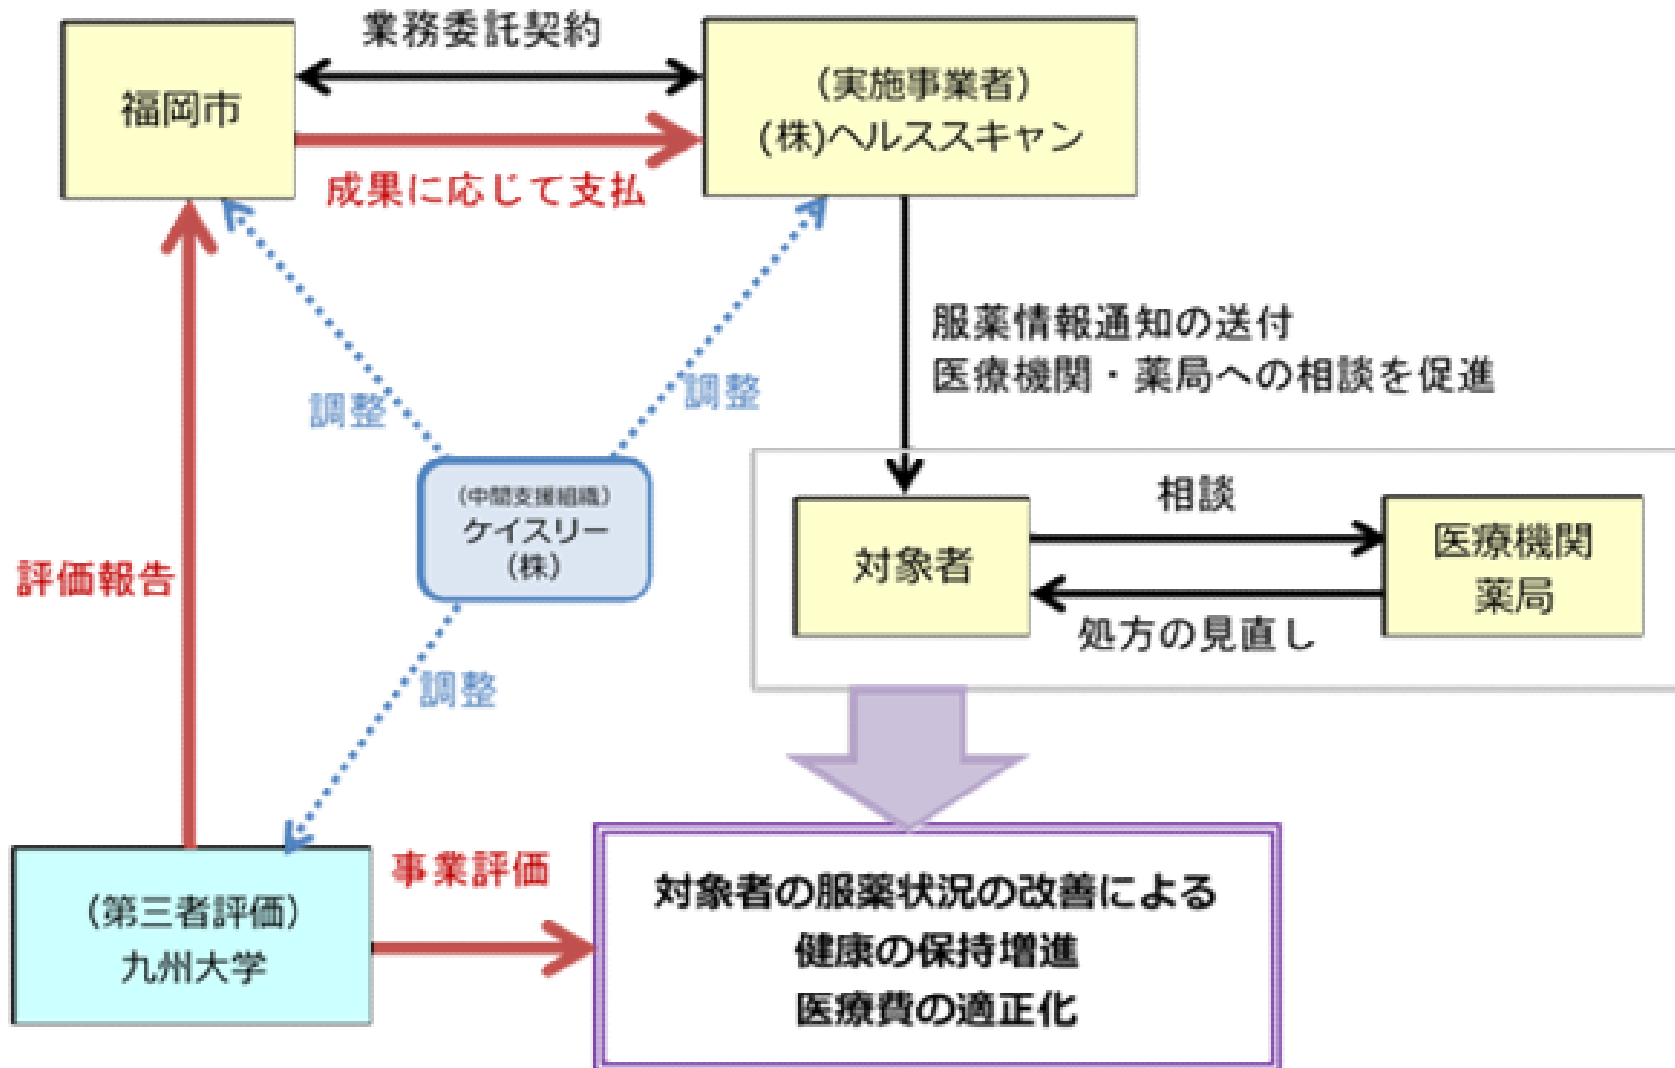 業務委託契約
福岡市
(実施事業者)
(株)ヘルススキャン
成果に応じて支払
服薬情報通知の送付
医療機関・薬局への相談を促進
調整
調整
(中間支援組織)
ケイスリー
(株)
相談
対象者
医療機関
薬局
処方の見直し
評価報告
調整
事業評価
(第三者評価)
九州大学
対象者の服薬状況の改善による
健康の保持増進
医療費の適正化